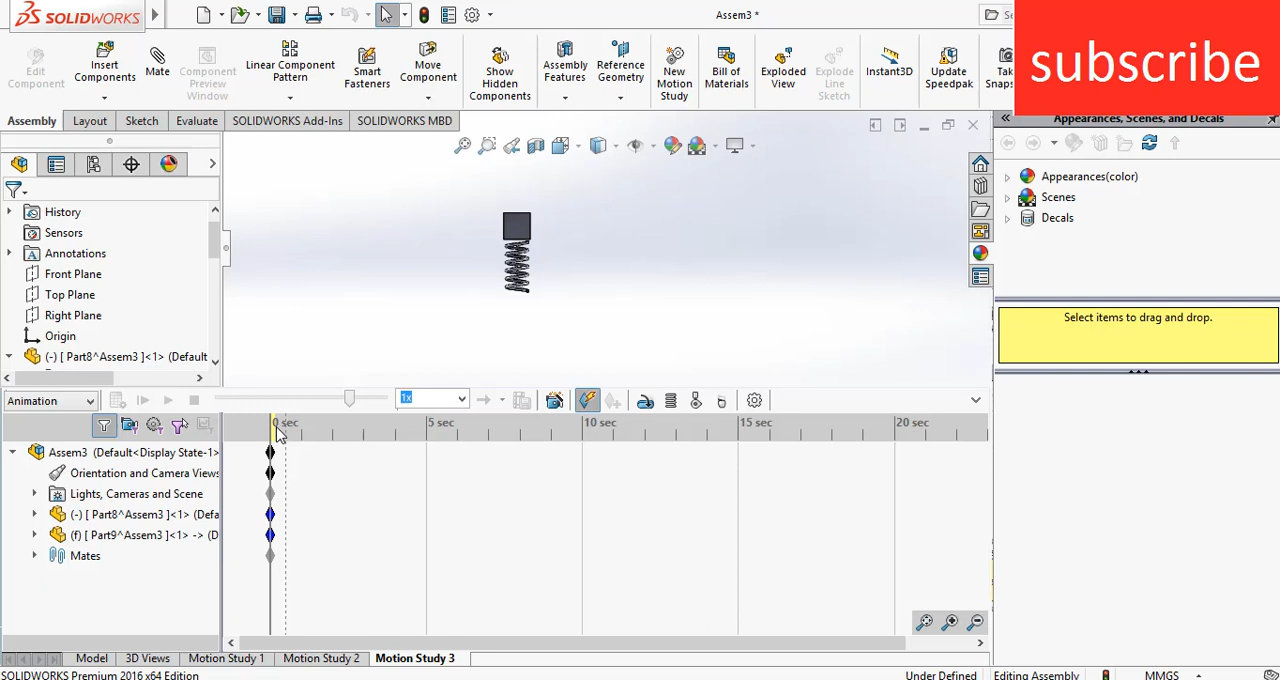 SOLIDWORKS
Assem3 *
subscribe
Edit Component
Insert Components
Mate
Component Preview Window
Linear Component Pattern
Smart Fasteners
Move Component
Show Hidden Components
Assembly Features
Reference Geometry
New Motion Study
Bill of Materials
Exploded View
Explode Line Sketch
Instant3D
Update Speedpak
Assembly
Layout
Sketch
Evaluate
SOLIDWORKS Add-Ins
SOLIDWORKS MBD
Appearances, Scenes, and Decals
Appearances(color)
Scenes
Decals
Select items to drag and drop.
History
Sensors
Annotations
Front Plane
Top Plane
Right Plane
Origin
(-) [ Part8^Assem3 ]<1> (Default
Animation
1x
0 sec
5 sec
10 sec
15 sec
20 sec
Assem3 (Default<Display State-1>
Orientation and Camera Views
Lights, Cameras and Scene
(-) [ Part8^Assem3 ]<1> (Defa
(f) [ Part9^Assem3 ]<1> -> (D
Mates
Model
3D Views
Motion Study 1
Motion Study 2
Motion Study 3
SOLIDWORKS Premium 2016 x64 Edition
Under Defined
Editing Assembly
MMGS